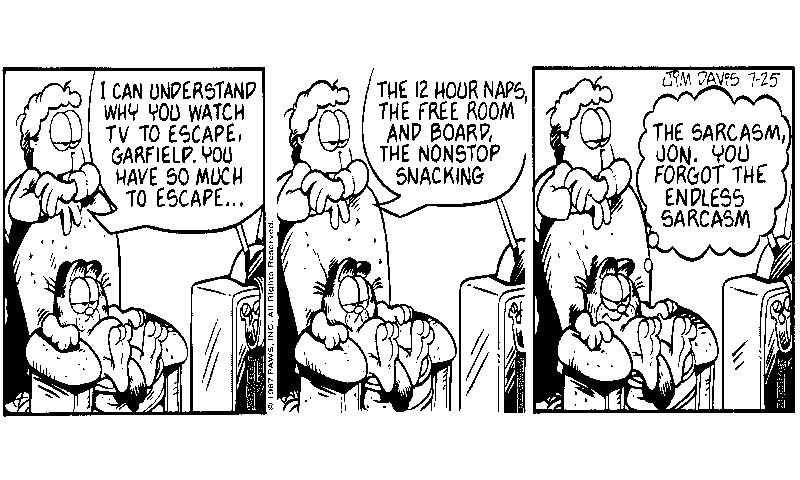 I CAN UNDERSTAND
WHY YOU WATCH
TV TO ESCAPE,
GARFIELD. YOU
HAVE SO MUCH
TO ESCAPE...
© 1987 PAWS, INC. All Rights Reserved.
THE 12 HOUR NAPS,
THE FREE ROOM
AND BOARD,
THE NONSTOP
SNACKING
JIM DAVIS 7-25
THE SARCASM,
JON. YOU
FORGOT THE
ENDLESS
SARCASM